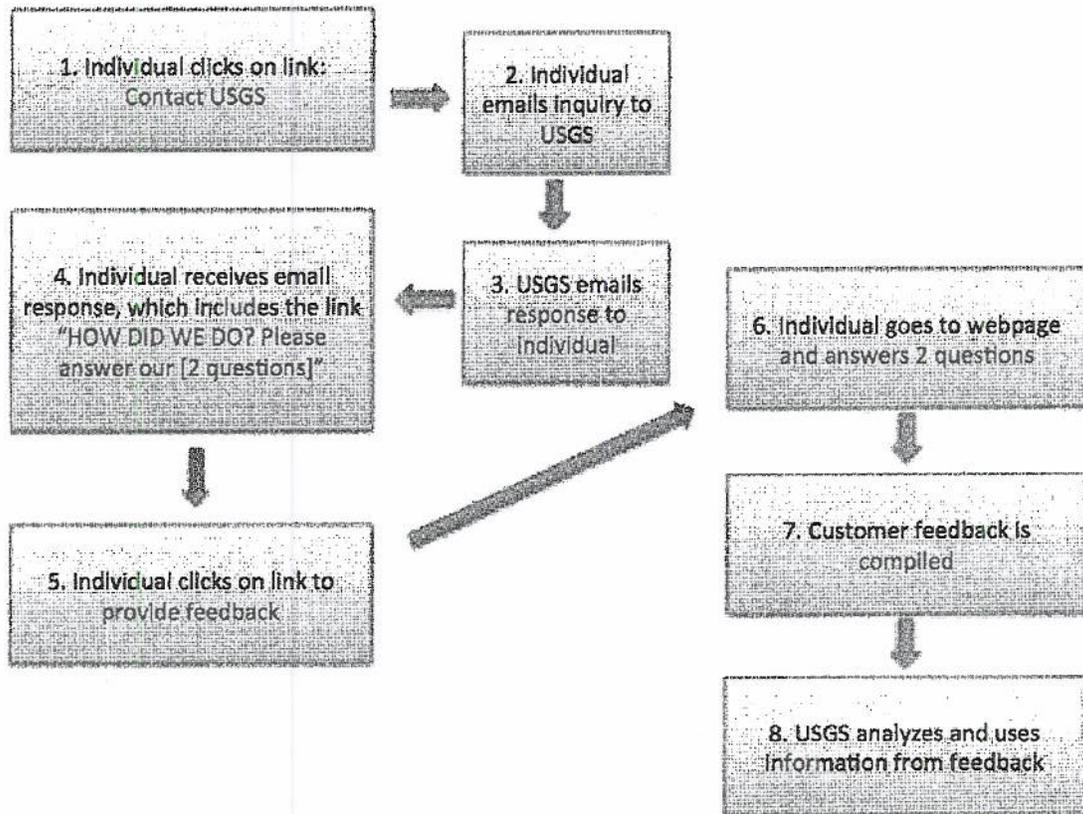 1. Individual clicks on link:
Contact USGS
2. Individual
emails inquiry to
USGS
3. USGS emails
response to
individual
4. Individual receives email
response, which includes the link
“HOW DID WE DO? Please
answer our [2 questions]”
5. Individual clicks on link to
provide feedback
6. Individual goes to webpage
and answers 2 questions
7. Customer feedback is
compiled
8. USGS analyzes and uses
information from feedback